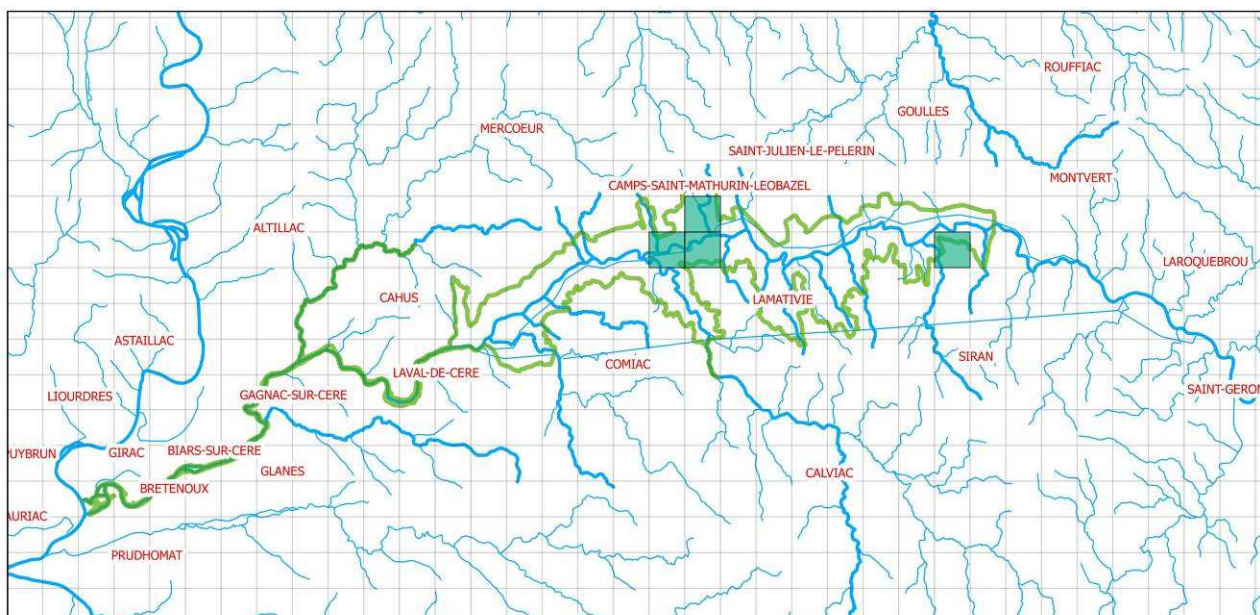 ROUFFIAC
GOULLES
MERCOEUR
SAINT-JULIEN-LE-PELERIN
MONTVERT
CAMPS-SAINT-MATHURIN-LEOBAZEL
ALTILLAC
LAROQUEBROU
CAHUS
LAMATIVIE
ASTAILLAC
SIRAN
COMIAC
LAVAL-DE-CERE
SAINT-GERON
GAGNAC-SUR-CERE
LIOURDRES
BIARS-SUR-CERE
GIRAC
PUYBRUN
GLANES
CALVIAC
BRETENOUX
AURIAC
PRUDHOMAT